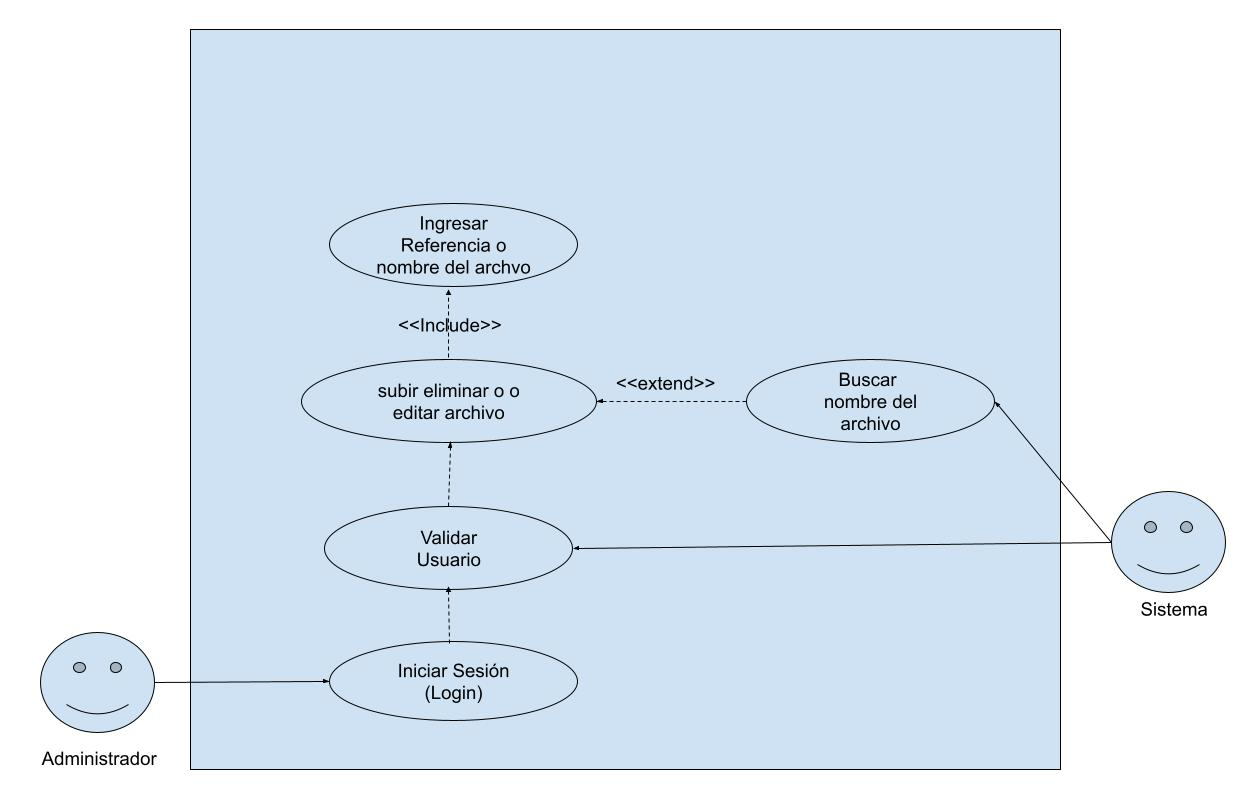 Ingresar
Referencia o
nombre del archvo
<<Include>>
subir eliminar o o
editar archivo
<<extend>>
Buscar
nombre del
archivo
Validar
Usuario
Sistema
Iniciar Sesión
(Login)
Administrador